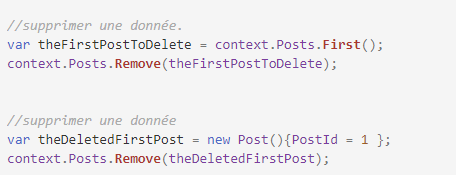 //supprimer une donnée.
var theFirstPostToDelete = context.Posts.First();
context.Posts.Remove(theFirstPostToDelete);
//supprimer une donnée
var theDeletedFirstPost = new Post(){PostId = 1 };
context.Posts.Remove(theDeletedFirstPost);